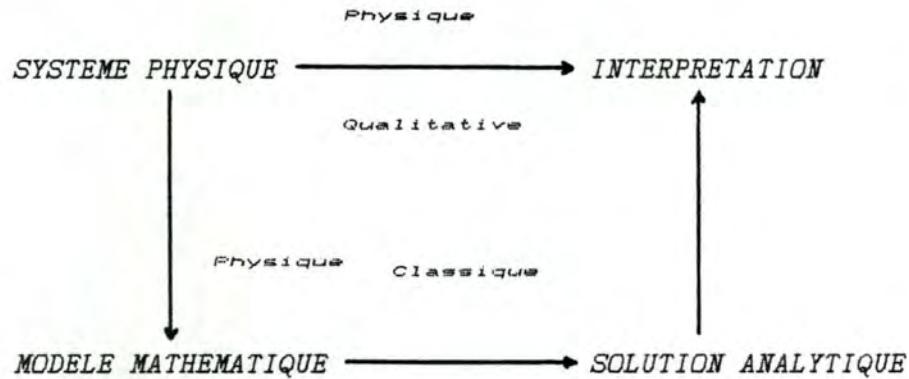 Physique
SYSTEME PHYSIQUE INTERPRETATION
Qualitative
Physique Classique
MODELE MATHEMATIQUE SOLUTION ANALYTIQUE